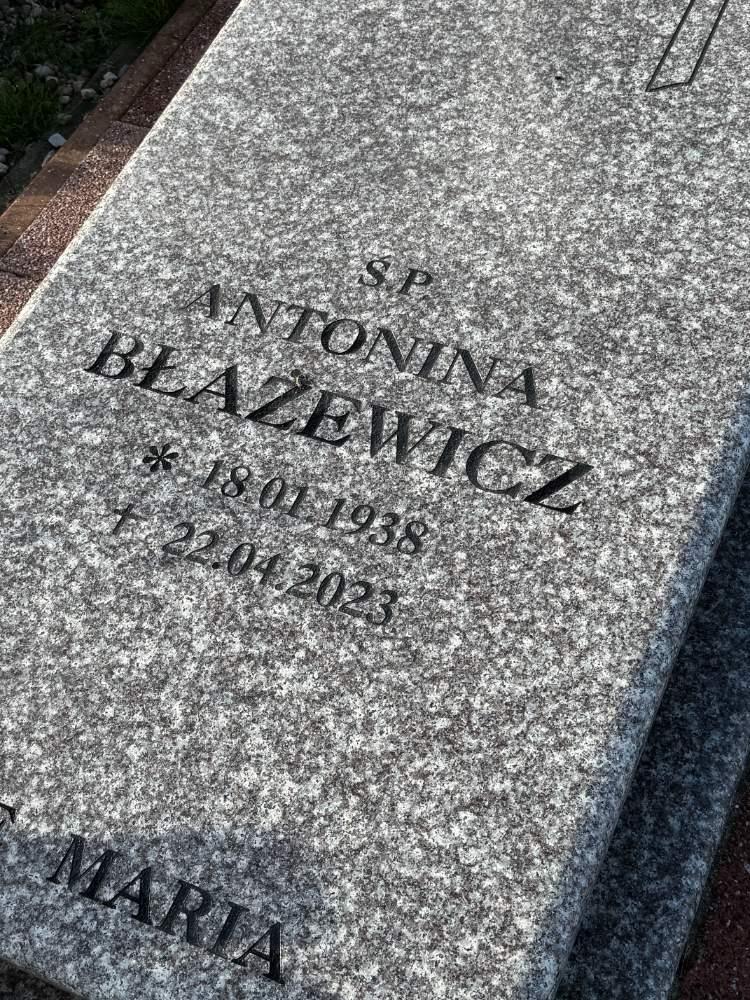 Ś.P.
ANTONINA
BŁAŻEWICZ
* 18.01.1938
+ 22.04.2023
MARIA